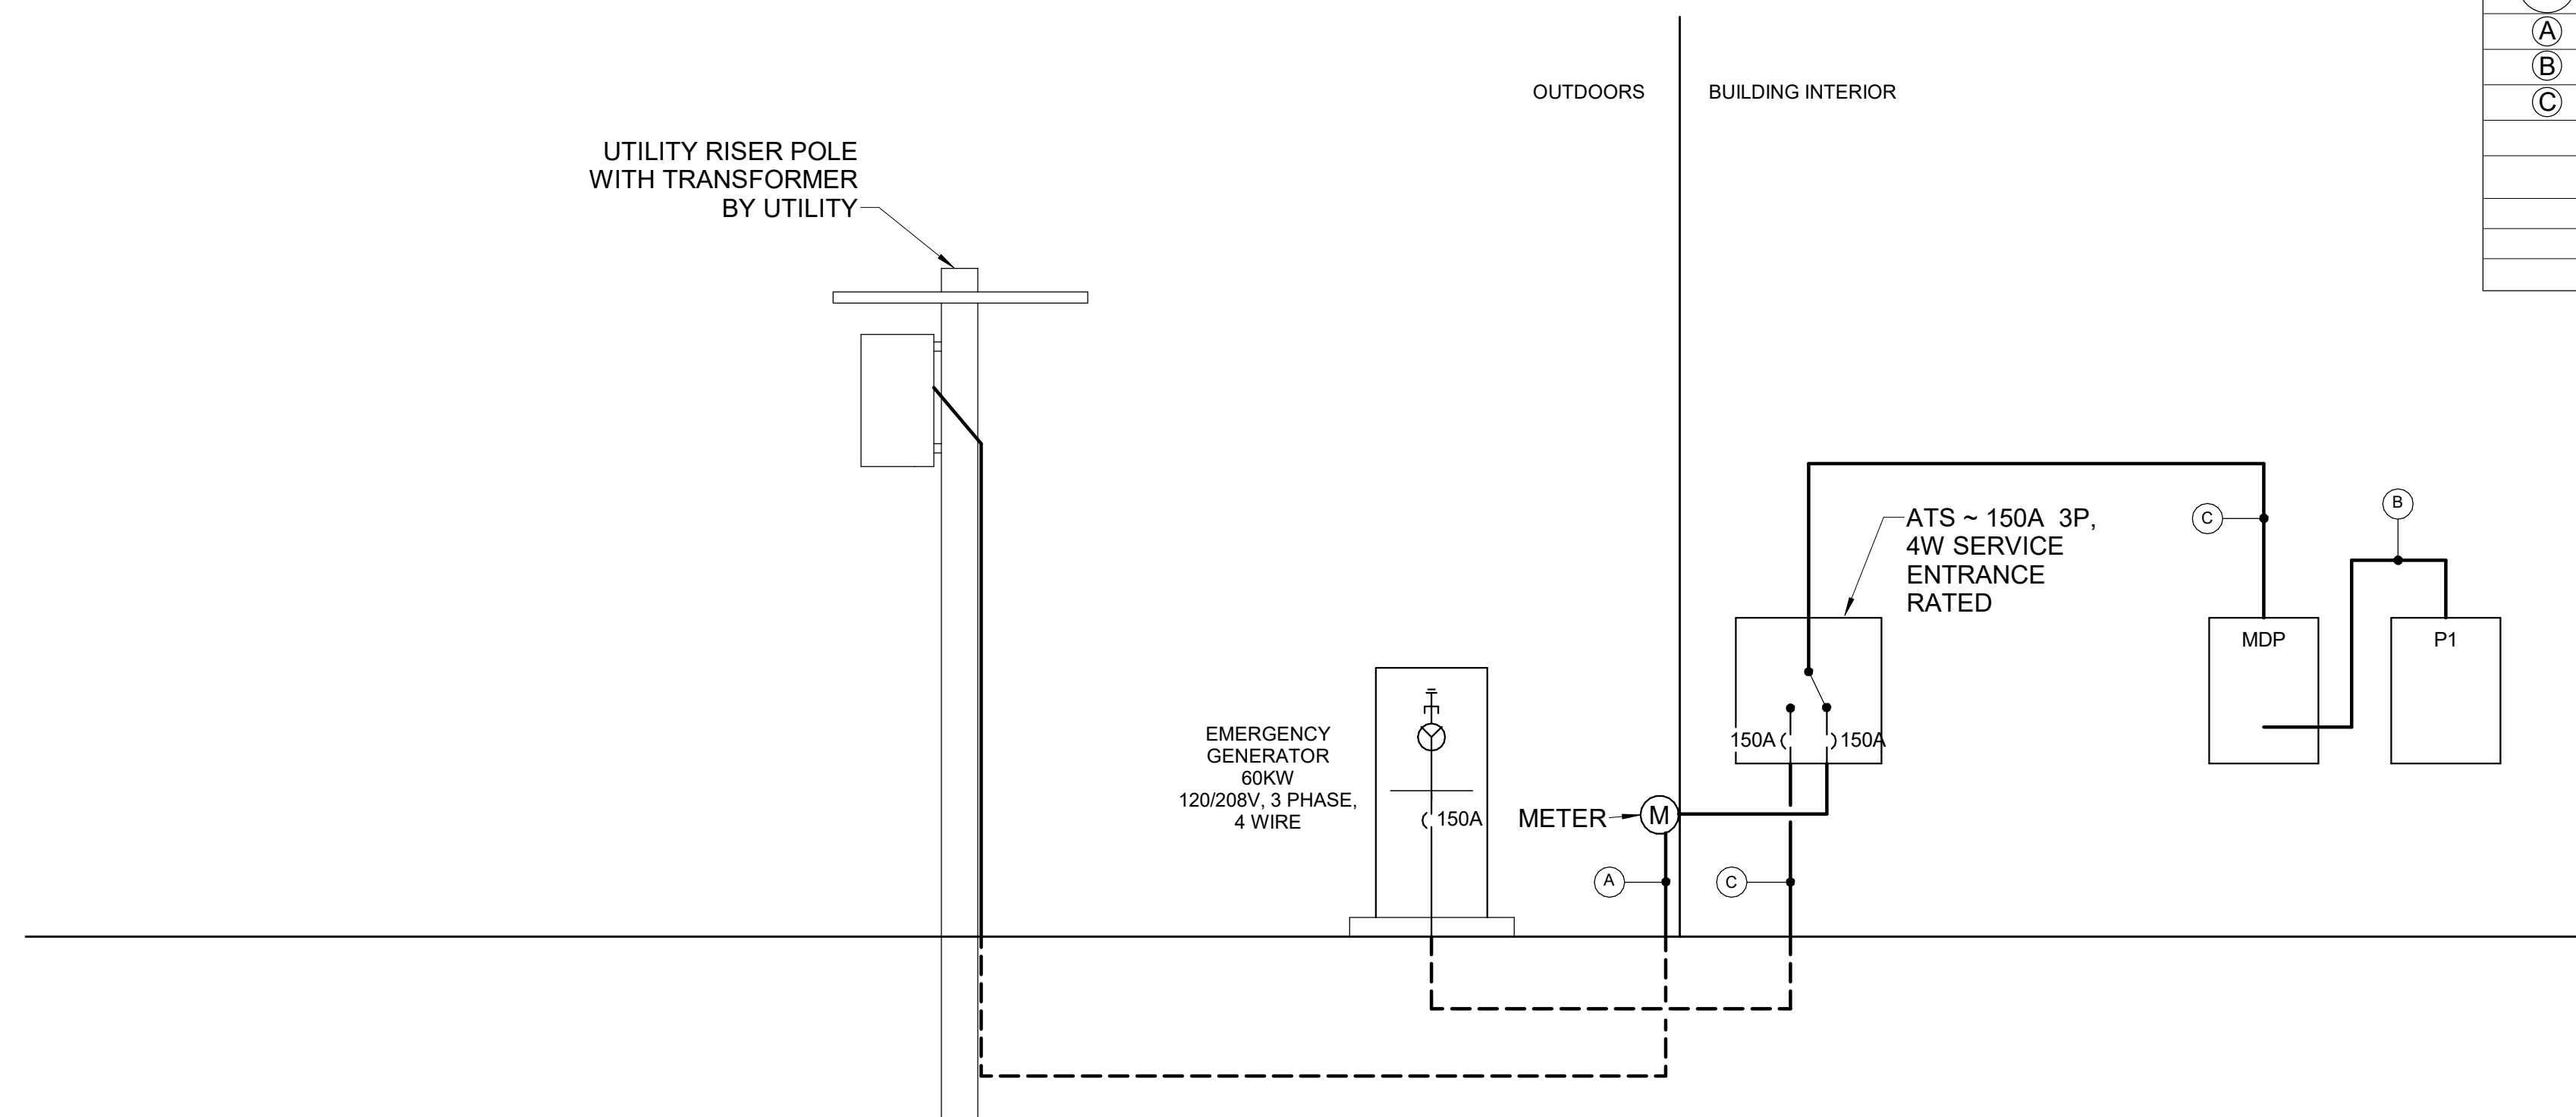 A
B
C
OUTDOORS
BUILDING INTERIOR
UTILITY RISER POLE
WITH TRANSFORMER
BY UTILITY
ATS ~ 150A 3P,
4W SERVICE
ENTRANCE
RATED
C
B
MDP
P1
150A
150A
EMERGENCY
GENERATOR
60KW
120/208V, 3 PHASE,
4 WIRE
150A
METER
M
A
C